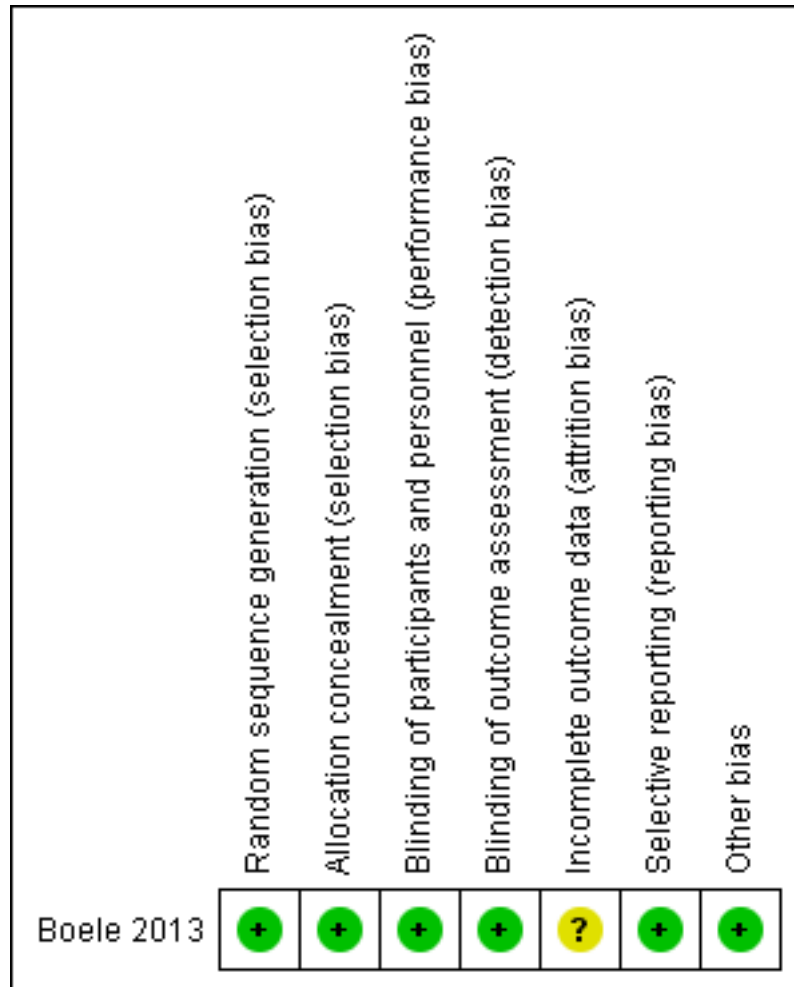 Random sequence generation (selection bias)
Allocation concealment (selection bias)
Blinding of participants and personnel (performance bias)
Blinding of outcome assessment (detection bias)
Incomplete outcome data (attrition bias)
Selective reporting (reporting bias)
Other bias
Boele 2013 + + + + ? + +